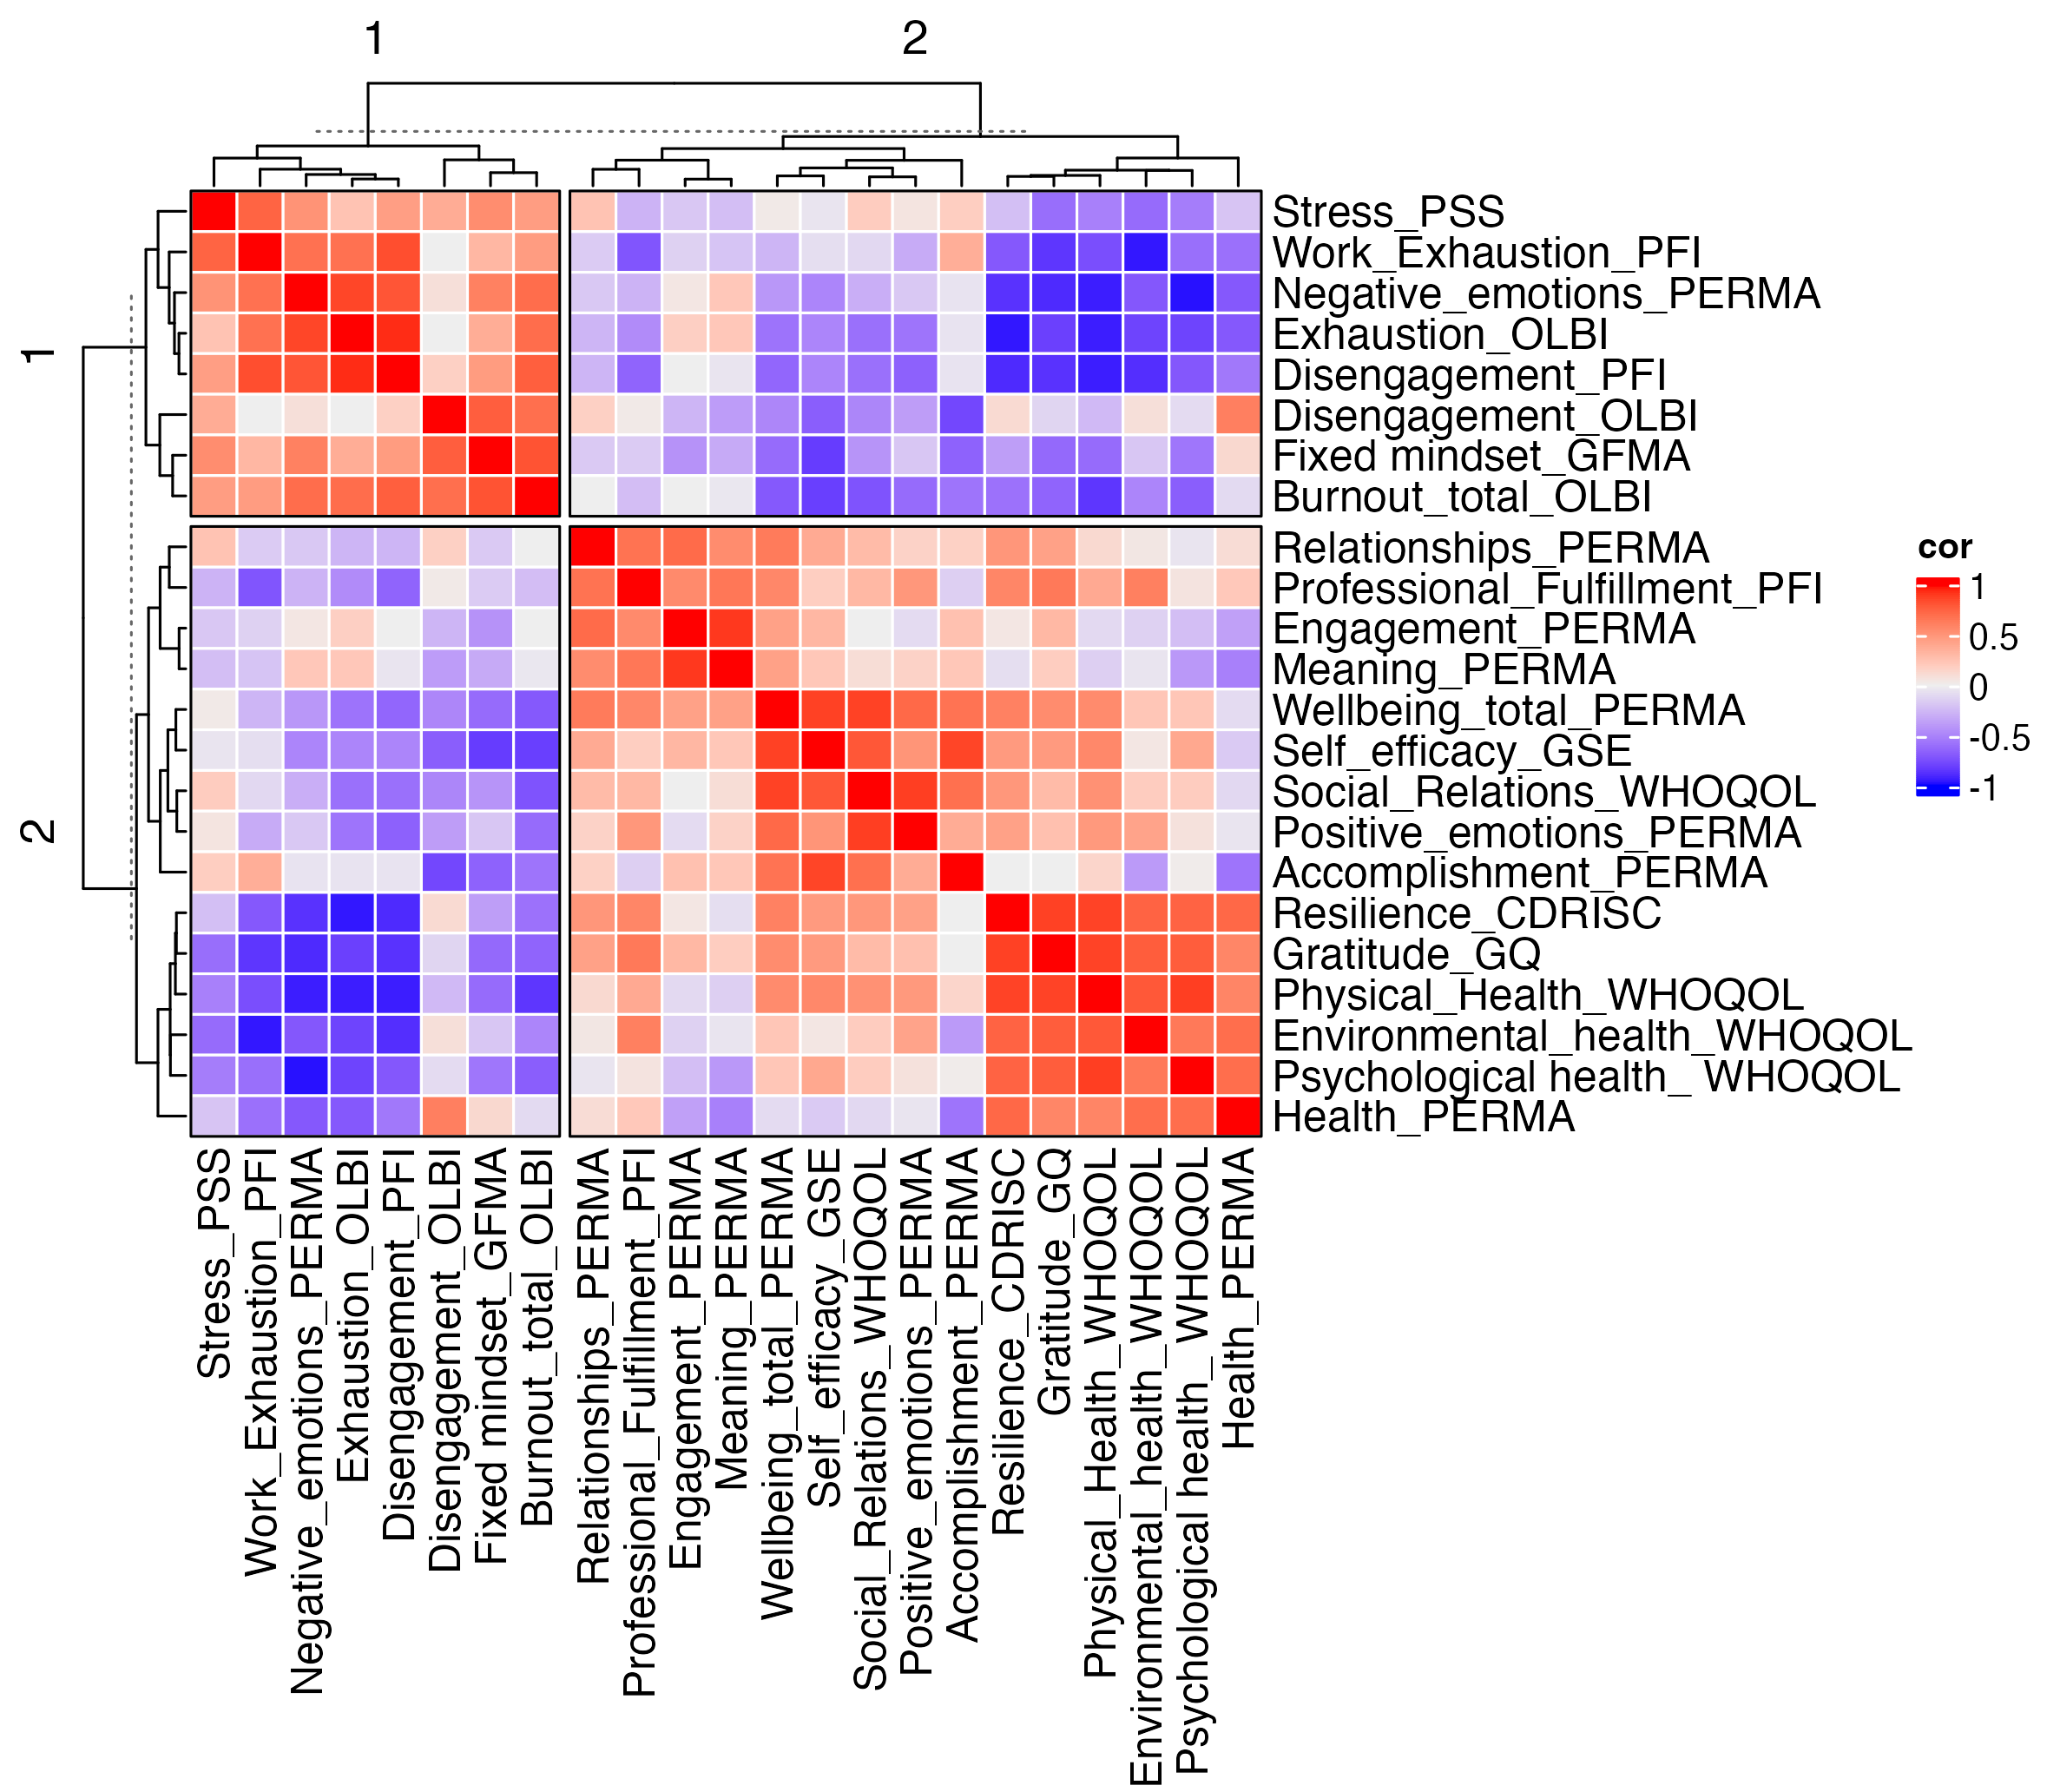 1
2
1
2
Stress_PSS
Work_Exhaustion_PFI
Negative_emotions_PERMA
Exhaustion_OLBI
Disengagement_PFI
Disengagement_OLBI
Fixed mindset_GFMA
Burnout_total_OLBI
Relationships_PERMA
Professional_Fulfillment_PFI
Engagement_PERMA
Meaning_PERMA
Wellbeing_total_PERMA
Self_efficacy_GSE
Social_Relations_WHOQOL
Positive_emotions_PERMA
Accomplishment_PERMA
Resilience_CDRISC
Gratitude_GQ
Physical_Health_WHOQOL
Environmental_health_WHOQOL
Psychological health_ WHOQOL
Health_PERMA
cor
1
0.5
0
-0.5
-1
Stress_PSS
Work_Exhaustion_PFI
Negative_emotions_PERMA
Exhaustion_OLBI
Disengagement_PFI
Disengagement_OLBI
Fixed mindset_GFMA
Burnout_total_OLBI
Relationships_PERMA
Professional_Fulfillment_PFI
Engagement_PERMA
Meaning_PERMA
Wellbeing_total_PERMA
Self_efficacy_GSE
Social_Relations_WHOQOL
Positive_emotions_PERMA
Accomplishment_PERMA
Resilience_CDRISC
Gratitude_GQ
Physical_Health_WHOQOL
Environmental_health_WHOQOL
Psychological health_ WHOQOL
Health_PERMA